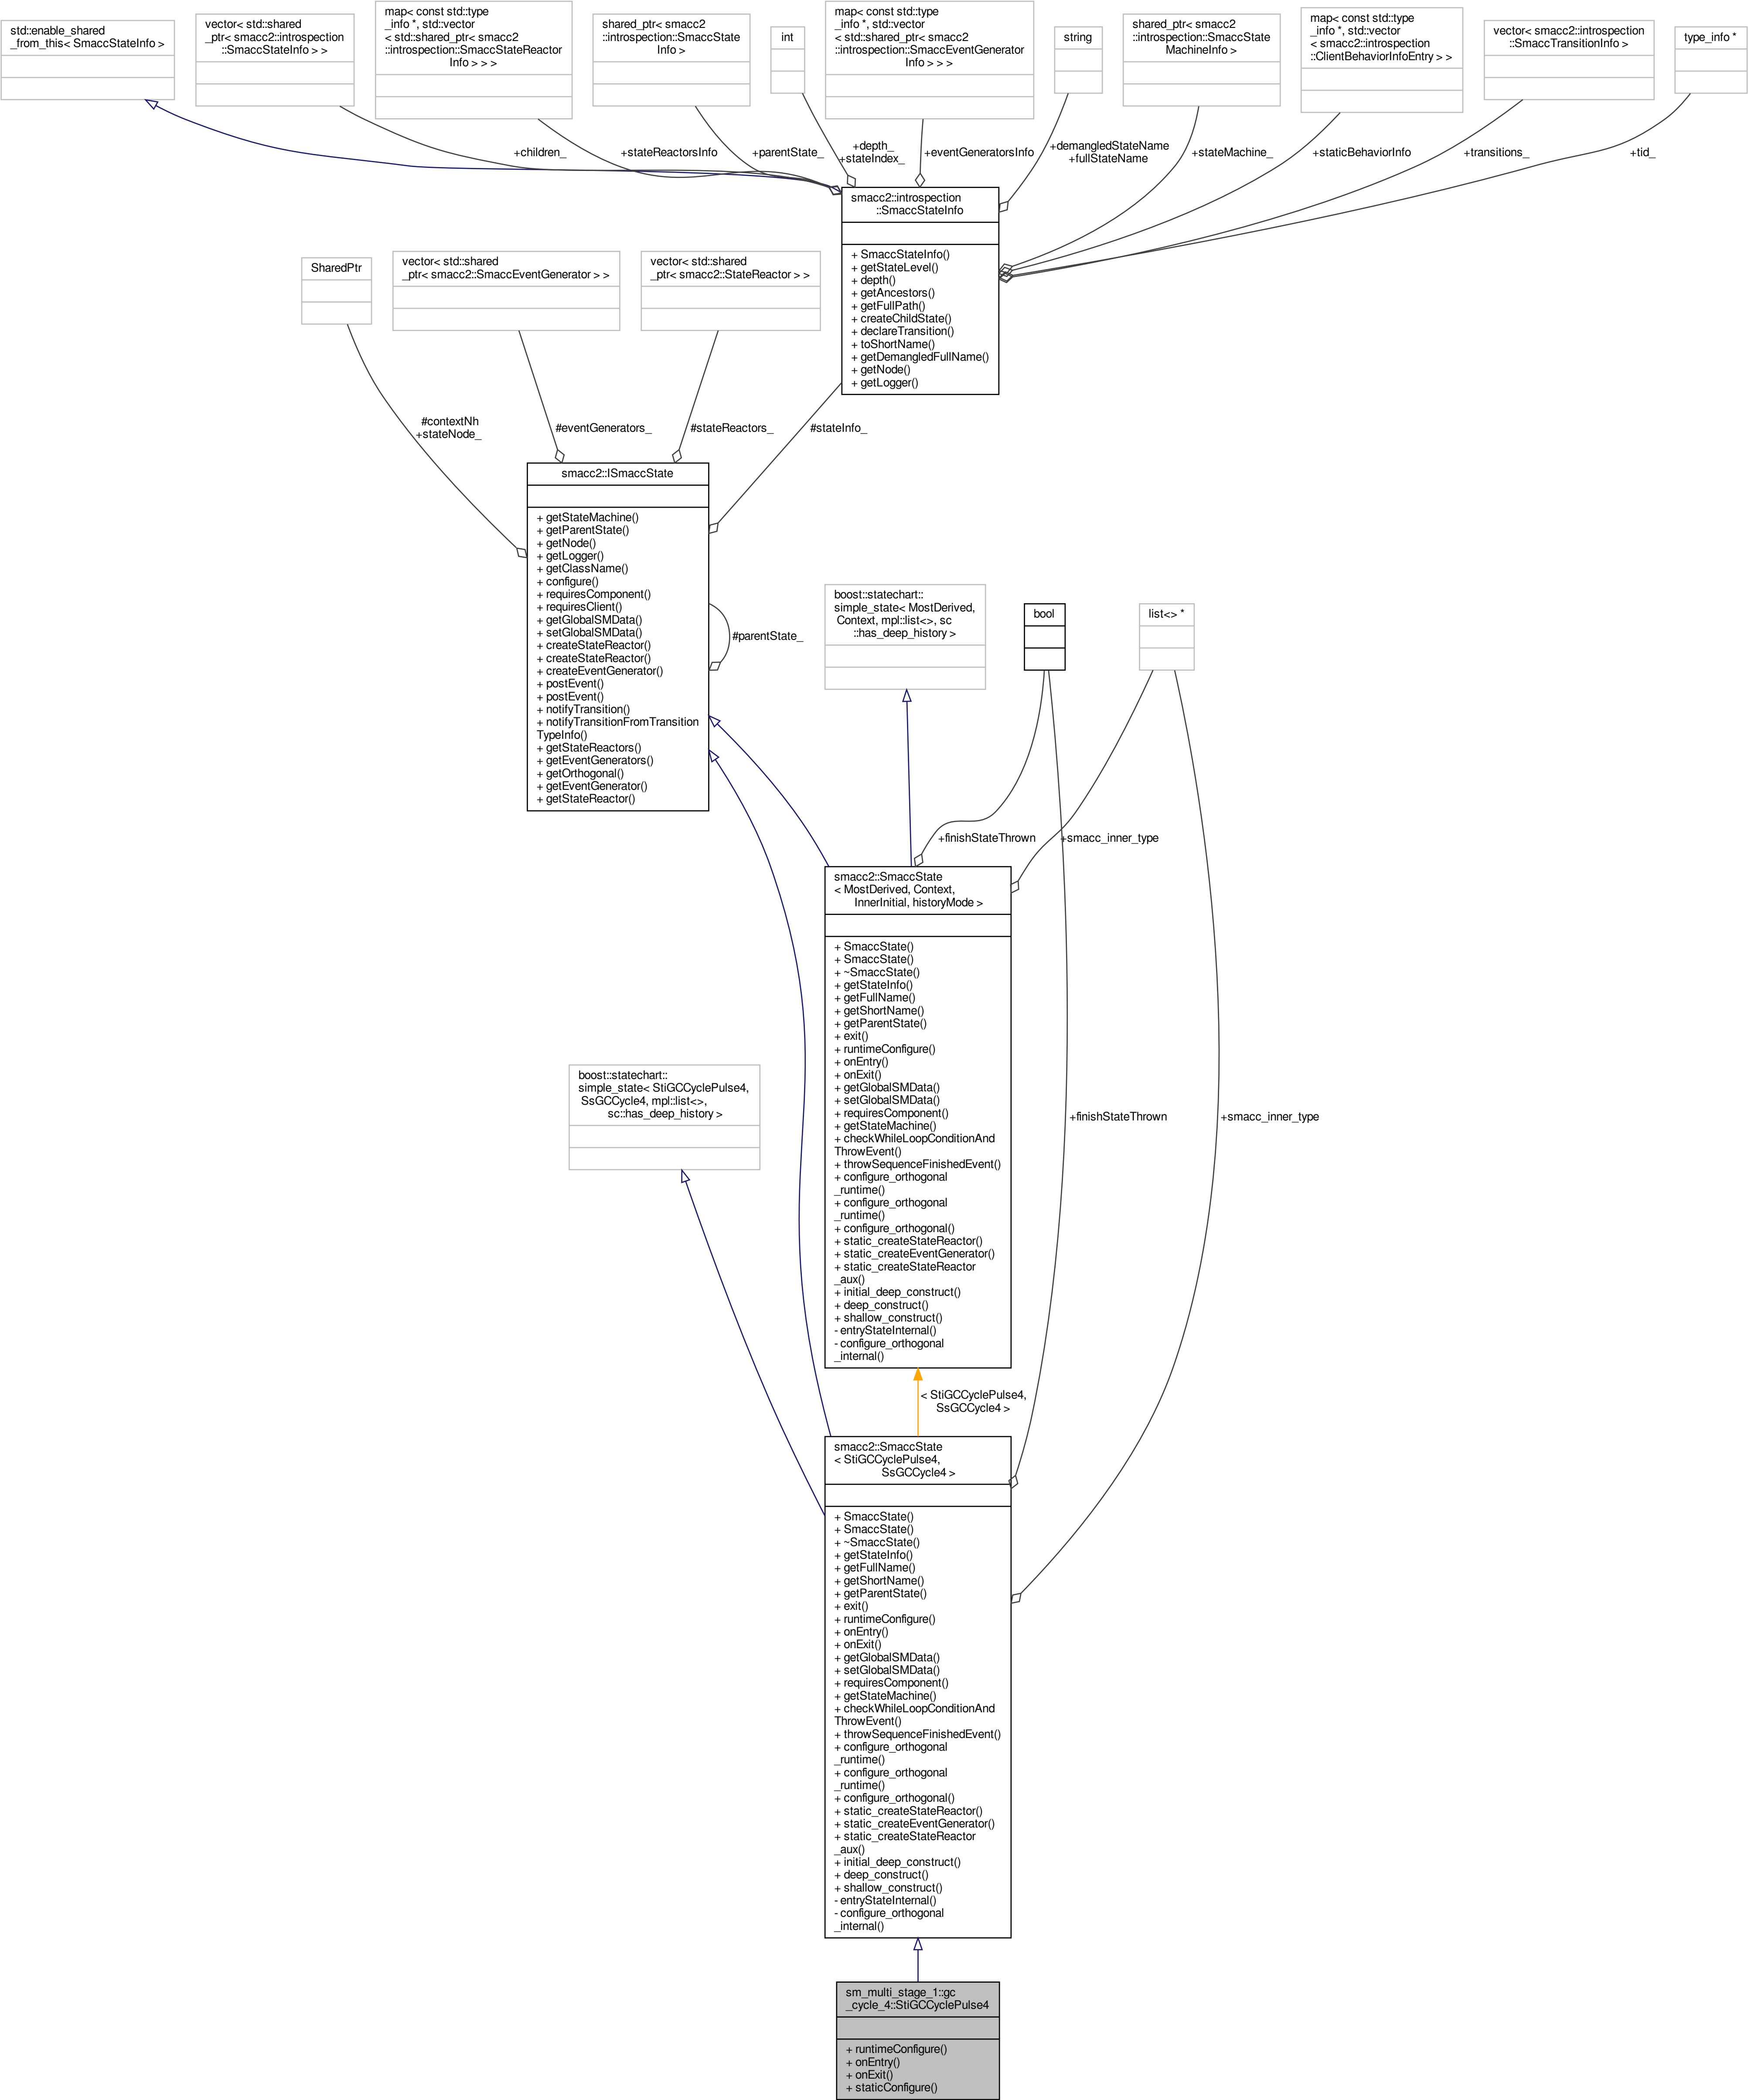 std::enable_shared
_from_this< SmaccStateInfo >
vector< std::shared
_ptr< smacc2::introspection
::SmaccStateInfo > >
map< const std::type
_info *, std::vector
< std::shared_ptr< smacc2
::introspection::SmaccStateReactor
Info > > >
shared_ptr< smacc2
::introspection::SmaccState
Info >
int
map< const std::type
_info *, std::vector
< std::shared_ptr< smacc2
::introspection::SmaccEventGenerator
Info > > >
string
shared_ptr< smacc2
::introspection::SmaccState
MachineInfo >
map< const std::type
_info *, std::vector
< smacc2::introspection
::ClientBehaviorInfoEntry > >
vector< smacc2::introspection
::SmaccTransitionInfo >
type_info *
+children_
+stateReactorsInfo
+parentState_
+depth_
+stateIndex_
+eventGeneratorsInfo
+demangledStateName
+fullStateName
+stateMachine_
+staticBehaviorInfo
+transitions_
+tid_
smacc2::introspection
::SmaccStateInfo
+ SmaccStateInfo()
+ getStateLevel()
+ depth()
+ getAncestors()
+ getFullPath()
+ createChildState()
+ declareTransition()
+ toShortName()
+ getDemangledFullName()
+ getNode()
+ getLogger()
SharedPtr
vector< std::shared
_ptr< smacc2::SmaccEventGenerator > >
vector< std::shared
_ptr< smacc2::StateReactor > >
#contextNh
+stateNode_
#eventGenerators_
#stateReactors_
#stateInfo_
smacc2::ISmaccState
+ getStateMachine()
+ getParentState()
+ getNode()
+ getLogger()
+ getClassName()
+ configure()
+ requiresComponent()
+ requiresClient()
+ getGlobalSMData()
+ setGlobalSMData()
+ createStateReactor()
+ createStateReactor()
+ createEventGenerator()
+ postEvent()
+ postEvent()
+ notifyTransition()
+ notifyTransitionFromTransition
TypeInfo()
+ getStateReactors()
+ getEventGenerators()
+ getOrthogonal()
+ getEventGenerator()
+ getStateReactor()
#parentState_
boost::statechart::
simple_state< MostDerived,
Context, mpl::list<>, sc
::has_deep_history >
bool
list<> *
+finishStateThrown
+smacc_inner_type
smacc2::SmaccState
< MostDerived, Context,
InnerInitial, historyMode >
+ SmaccState()
+ SmaccState()
+ ~SmaccState()
+ getStateInfo()
+ getFullName()
+ getShortName()
+ getParentState()
+ exit()
+ runtimeConfigure()
+ onEntry()
+ onExit()
+ getGlobalSMData()
+ setGlobalSMData()
+ requiresComponent()
+ getStateMachine()
+ checkWhileLoopConditionAnd
ThrowEvent()
+ throwSequenceFinishedEvent()
+ configure_orthogonal
_runtime()
+ configure_orthogonal
_runtime()
+ configure_orthogonal()
+ static_createStateReactor()
+ static_createEventGenerator()
+ static_createStateReactor
_aux()
+ initial_deep_construct()
+ deep_construct()
+ shallow_construct()
- entryStateInternal()
- configure_orthogonal
_internal()
boost::statechart::
simple_state< StiGCCyclePulse4,
SsGCCycle4, mpl::list<>,
sc::has_deep_history >
+finishStateThrown
+smacc_inner_type
< StiGCCyclePulse4,
SsGCCycle4 >
smacc2::SmaccState
< StiGCCyclePulse4,
SsGCCycle4 >
+ SmaccState()
+ SmaccState()
+ ~SmaccState()
+ getStateInfo()
+ getFullName()
+ getShortName()
+ getParentState()
+ exit()
+ runtimeConfigure()
+ onEntry()
+ onExit()
+ getGlobalSMData()
+ setGlobalSMData()
+ requiresComponent()
+ getStateMachine()
+ checkWhileLoopConditionAnd
ThrowEvent()
+ throwSequenceFinishedEvent()
+ configure_orthogonal
_runtime()
+ configure_orthogonal
_runtime()
+ configure_orthogonal()
+ static_createStateReactor()
+ static_createEventGenerator()
+ static_createStateReactor
_aux()
+ initial_deep_construct()
+ deep_construct()
+ shallow_construct()
- entryStateInternal()
- configure_orthogonal
_internal()
sm_multi_stage_1::gc
_cycle_4::StiGCCyclePulse4
+ runtimeConfigure()
+ onEntry()
+ onExit()
+ staticConfigure()